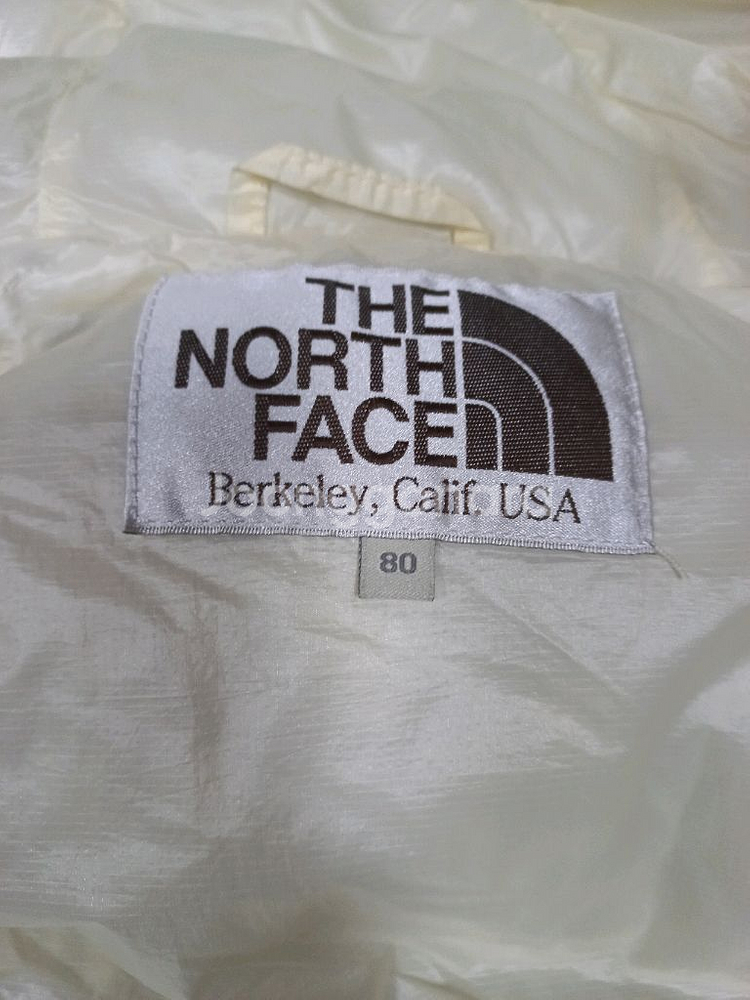 THE
NORTH
FACE
Berkeley, Calif. USA
80